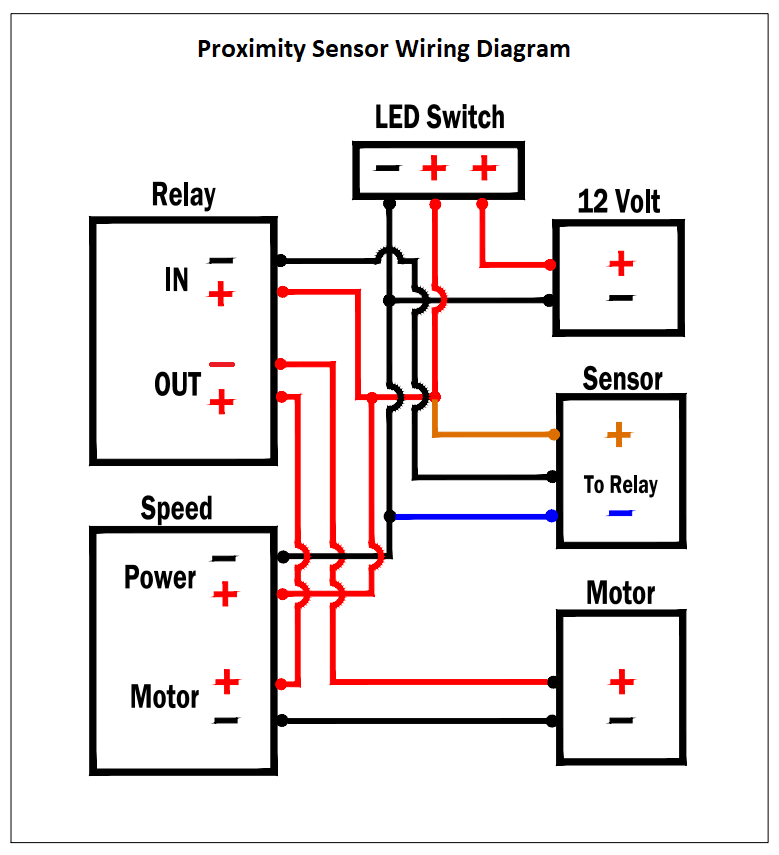 Proximity Sensor Wiring Diagram
LED Switch
− + +
Relay
12 Volt
−
IN
+
+
−
−
OUT
+
Sensor
+
To Relay
−
Speed
−
Power
+
Motor
+
Motor
−
+
−